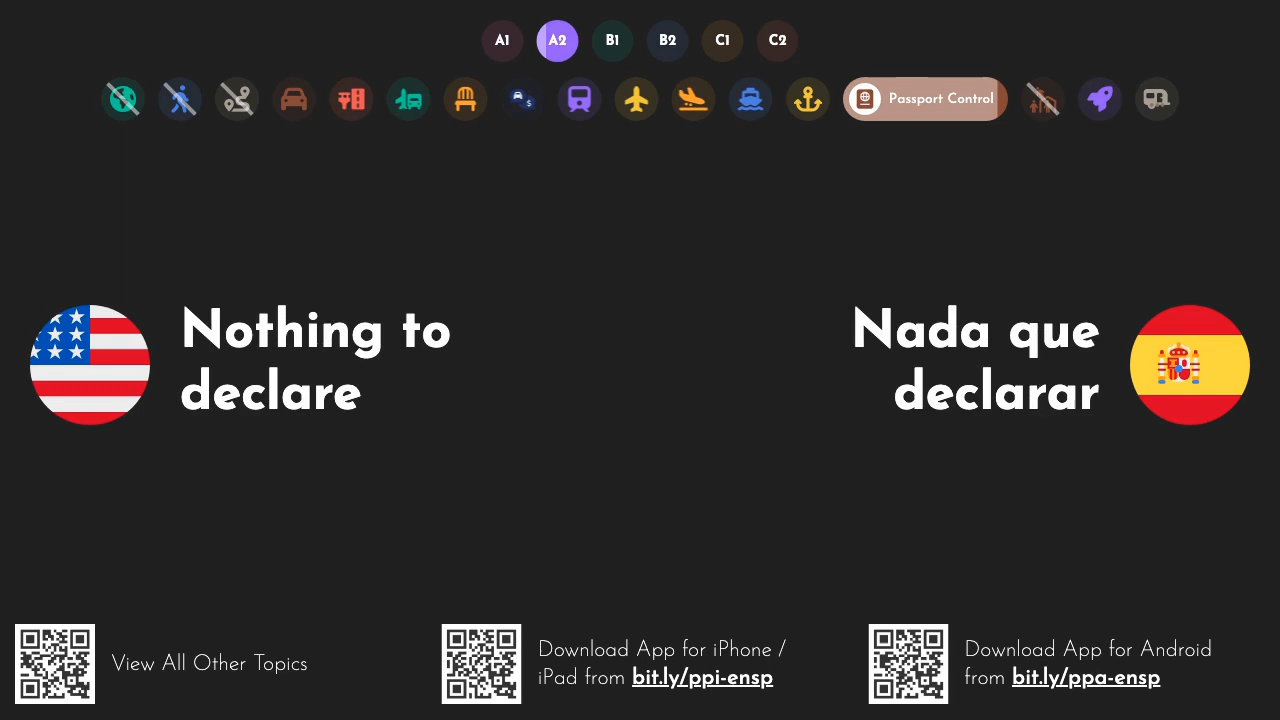 A1 A2 B1 B2 C1 C2
$
Passport Control
Nothing to
declare
Nada que
declarar
View All Other Topics
Download App for iPhone /
iPad from bit.ly/ppi-ensp
Download App for Android
from bit.ly/ppa-ensp